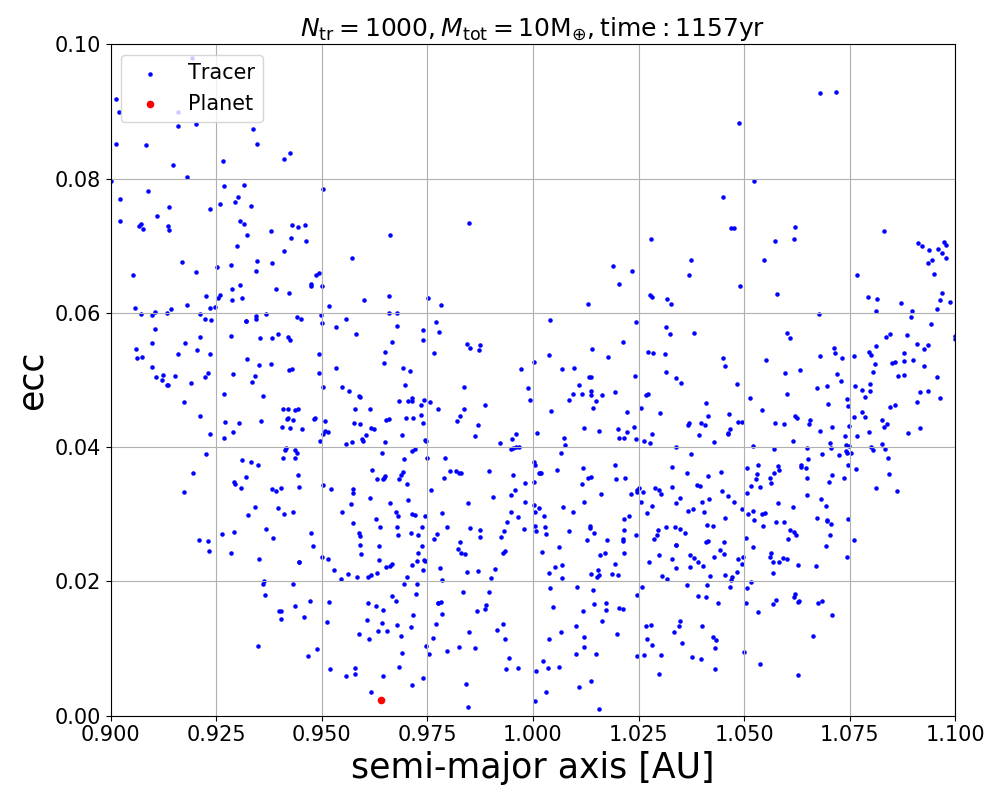 N_tr = 1000, M_tot = 10M_⊕, time : 1157yr
Tracer
Planet
ecc
0.10
0.08
0.06
0.04
0.02
0.00
0.900 0.925 0.950 0.975 1.000 1.025 1.050 1.075 1.100
semi-major axis [AU]